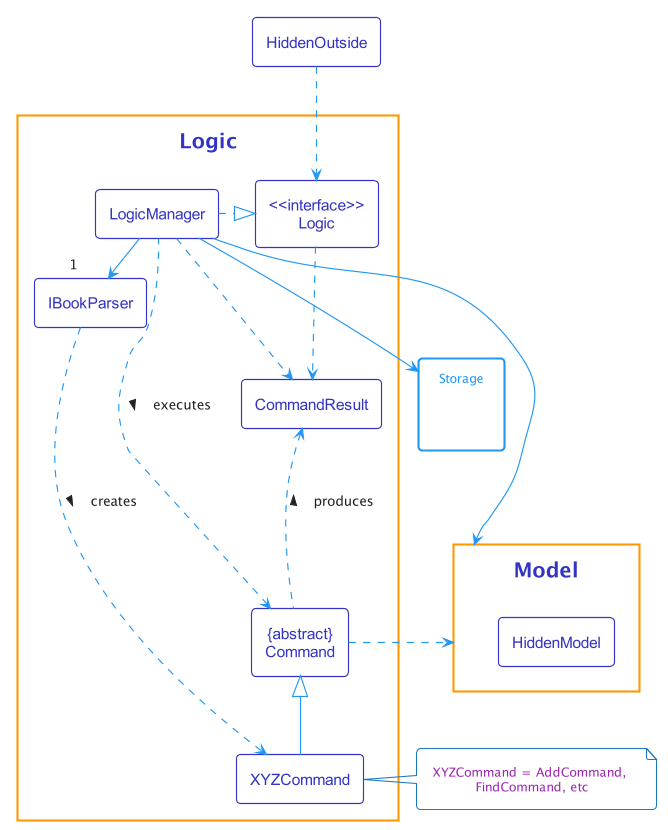 HiddenOutside
Logic
<<interface>>
Logic
LogicManager
1
IBookParser
Storage
CommandResult
executes
creates
produces
Model
HiddenModel
{abstract}
Command
XYZCommand
XYZCommand = AddCommand,
FindCommand, etc